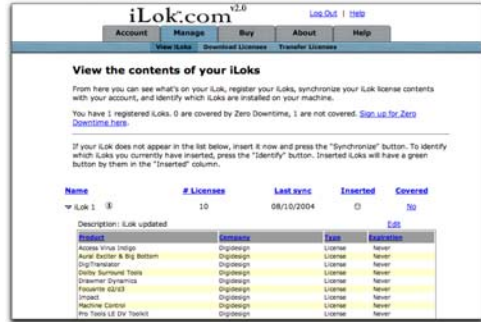 iLok.com v2.0
Log Out | Help
Account Manage Buy About Help
View iLoks Download Licenses Transfer Licenses
View the contents of your iLoks
From here you can see what's on your iLok, register your iLoks, synchronize your iLok license contents
with your account, and identify which iLoks are installed on your machine.
You have 1 registered iLoks. 0 are covered by Zero Downtime, 1 are not covered. Sign up for Zero
Downtime here.
If your iLok does not appear in the list below, insert it now and press the "Synchronize" button. To identify
which iLoks you currently have inserted, press the "Identify" button. Inserted iLoks will have a green
button by them in the "Inserted" column.
Name # Licenses Last sync Inserted Covered
iLok 1 10 08/10/2004 No
Description: iLok updated Edit
Product Company Type Expiration
Access Virus Indigo Digidesign License Never
Aural Exciter & Big Bottom Digidesign License Never
DigiTranslator Digidesign License Never
Dolby Surround Tools Digidesign License Never
Drawmer Dynamics Digidesign License Never
Focusrite d2/d3 Digidesign License Never
Impact Digidesign License Never
Machine Control Digidesign License Never
Pro Tools LE DV Toolkit Digidesign License Never